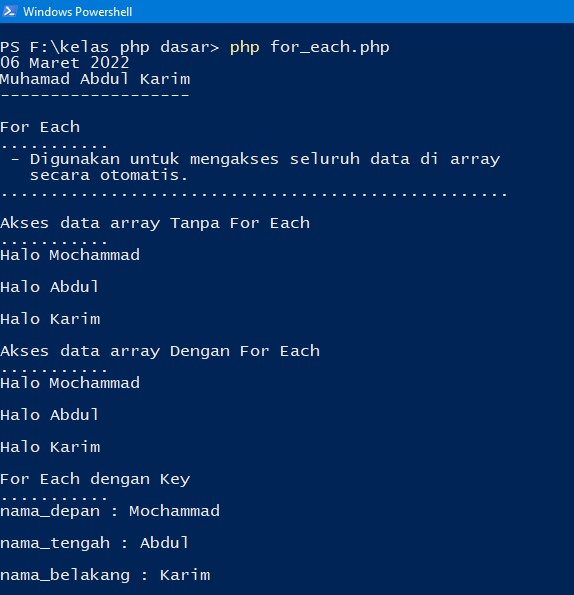 Windows Powershell
PS F:\kelas php dasar> php for_each.php
06 Maret 2022
Muhamad Abdul Karim
-------------------
For Each
...........
- Digunakan untuk mengakses seluruh data di array
secara otomatis.
...................................................
Akses data array Tanpa For Each
...........
Halo Mochammad
Halo Abdul
Halo Karim
Akses data array Dengan For Each
...........
Halo Mochammad
Halo Abdul
Halo Karim
For Each dengan Key
...........
nama_depan : Mochammad
nama_tengah : Abdul
nama_belakang : Karim